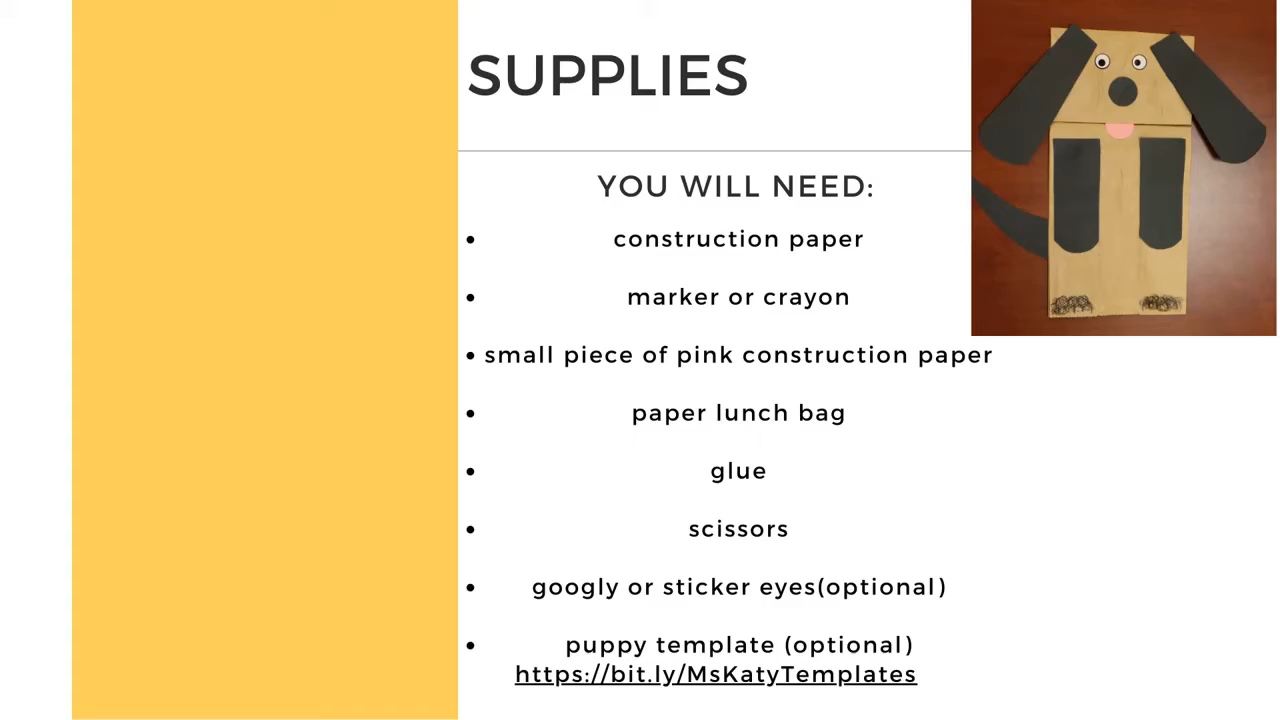 SUPPLIES
YOU WILL NEED:
• construction paper
• marker or crayon
• small piece of pink construction paper
• paper lunch bag
• glue
• scissors
• googly or sticker eyes(optional)
• puppy template (optional)
https://bit.ly/MsKatyTemplates